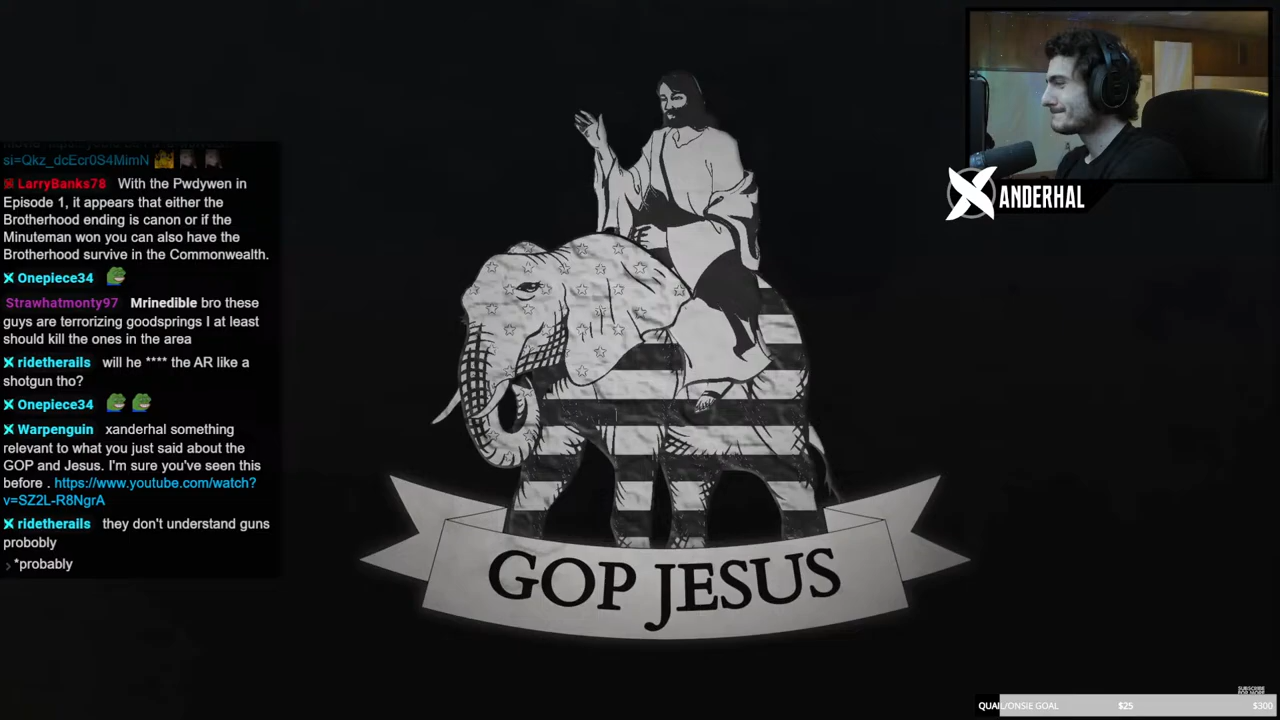 si=Qkz_dcEcr0S4MimN
LarryBanks78 With the Pwdywen in
Episode 1, it appears that either the
Brotherhood ending is canon or if the
Minuteman won you can also have the
Brotherhood survive in the Commonwealth.
Onepiece34
Strawhatmonty97 Mrinedible bro these
guys are terrorizing goodsprings I at least
should kill the ones in the area
ridetherails will he **** the AR like a
shotgun tho?
Onepiece34
Warpenguin xanderhal something
relevant to what you just said about the
GOP and Jesus. I'm sure you've seen this
before . https://www.youtube.com/watch?
v=SZ2L-R8NgrA
ridetherails they don't understand guns
probobly
*probably
GOP JESUS
XANDERHAL
SUBSCRIBE
FOR MORE
QUAIL/ONSIE GOAL $25 $300